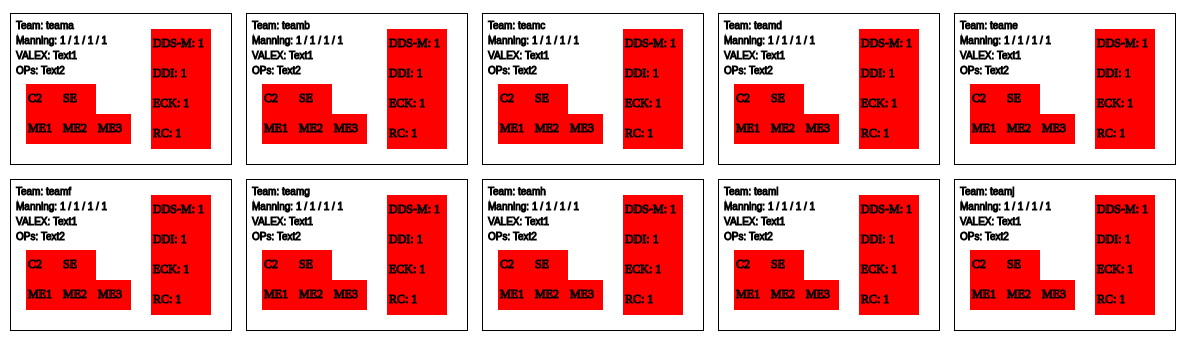 Team: teama
Manning: 1 / 1 / 1 / 1
VALEX: Text1
OPs: Text2
C2 SE
ME1 ME2 ME3
DDS-M: 1
DDI: 1
ECK: 1
RC: 1
Team: teamb
Manning: 1 / 1 / 1 / 1
VALEX: Text1
OPs: Text2
C2 SE
ME1 ME2 ME3
DDS-M: 1
DDI: 1
ECK: 1
RC: 1
Team: teamc
Manning: 1 / 1 / 1 / 1
VALEX: Text1
OPs: Text2
C2 SE
ME1 ME2 ME3
DDS-M: 1
DDI: 1
ECK: 1
RC: 1
Team: teamd
Manning: 1 / 1 / 1 / 1
VALEX: Text1
OPs: Text2
C2 SE
ME1 ME2 ME3
DDS-M: 1
DDI: 1
ECK: 1
RC: 1
Team: teame
Manning: 1 / 1 / 1 / 1
VALEX: Text1
OPs: Text2
C2 SE
ME1 ME2 ME3
DDS-M: 1
DDI: 1
ECK: 1
RC: 1
Team: teamf
Manning: 1 / 1 / 1 / 1
VALEX: Text1
OPs: Text2
C2 SE
ME1 ME2 ME3
DDS-M: 1
DDI: 1
ECK: 1
RC: 1
Team: teamg
Manning: 1 / 1 / 1 / 1
VALEX: Text1
OPs: Text2
C2 SE
ME1 ME2 ME3
DDS-M: 1
DDI: 1
ECK: 1
RC: 1
Team: teamh
Manning: 1 / 1 / 1 / 1
VALEX: Text1
OPs: Text2
C2 SE
ME1 ME2 ME3
DDS-M: 1
DDI: 1
ECK: 1
RC: 1
Team: teami
Manning: 1 / 1 / 1 / 1
VALEX: Text1
OPs: Text2
C2 SE
ME1 ME2 ME3
DDS-M: 1
DDI: 1
ECK: 1
RC: 1
Team: teamj
Manning: 1 / 1 / 1 / 1
VALEX: Text1
OPs: Text2
C2 SE
ME1 ME2 ME3
DDS-M: 1
DDI: 1
ECK: 1
RC: 1